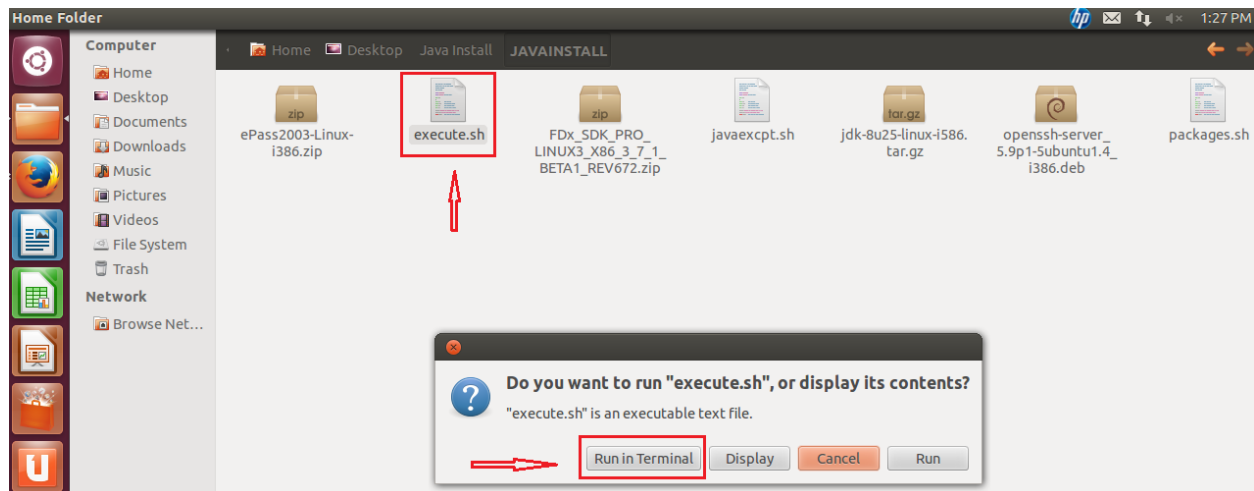 Home Folder
hp
1:27 PM
Computer
Home
Desktop
Documents
Downloads
Music
Pictures
Videos
File System
Trash
Network
Browse Net...
Home Desktop Java Install JAVAINSTALL
zip
ePass2003-Linux-
i386.zip
execute.sh
zip
FDx_SDK_PRO_
LINUX3_X86_3_7_1_
BETA1_REV672.zip
javaexcpt.sh
tar.gz
jdk-8u25-linux-i586.
tar.gz
openssh-server_
5.9p1-5ubuntu1.4_
i386.deb
packages.sh
Do you want to run "execute.sh", or display its contents?
"execute.sh" is an executable text file.
Run in Terminal Display Cancel Run